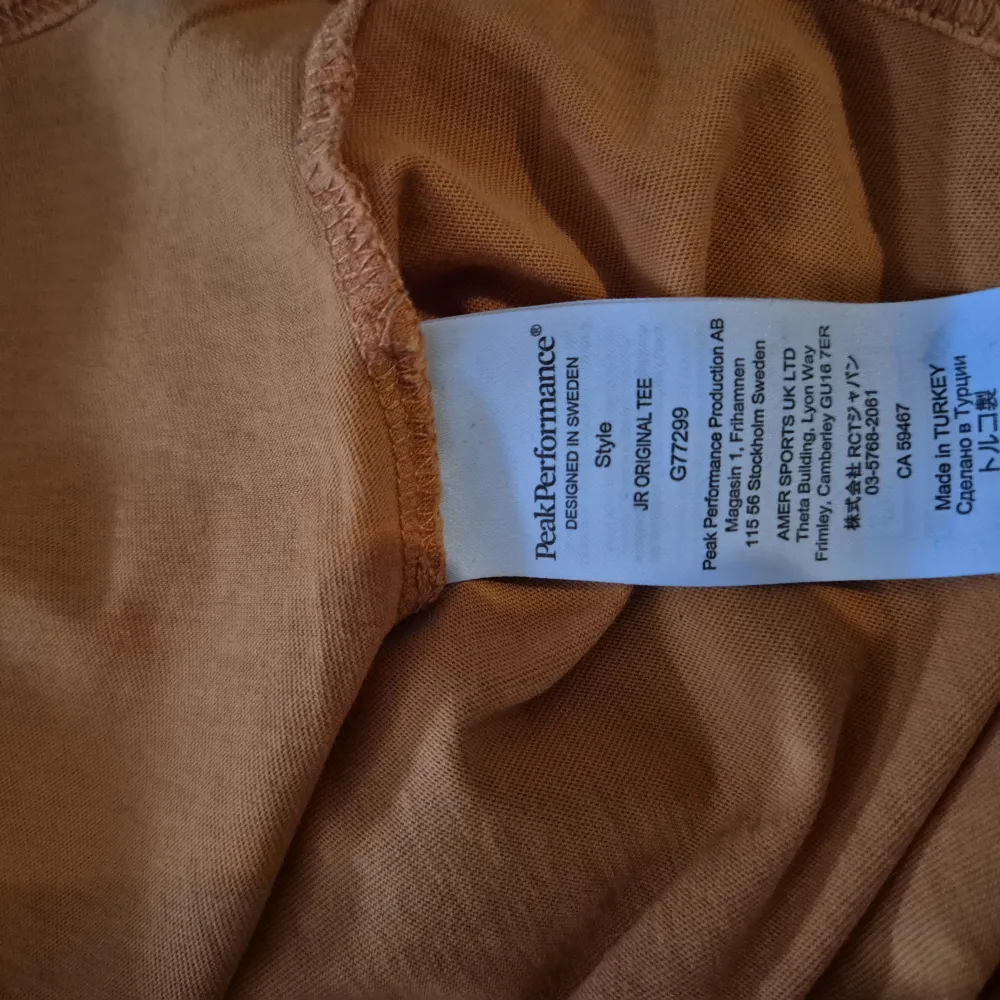 PeakPerformance®
DESIGNED IN SWEDEN
Style
JR ORIGINAL TEE
G77299
Peak Performance Production AB
Magasin 1, Frihamnen
115 56 Stockholm Sweden
AMER SPORTS UK LTD
Theta Building, Lyon Way
Frimley, Camberley GU16 7ER
株式会社 RCTジャパン
03-5768-2061
CA 59467
Made in TURKEY
Сделано в Турции
トルコ製